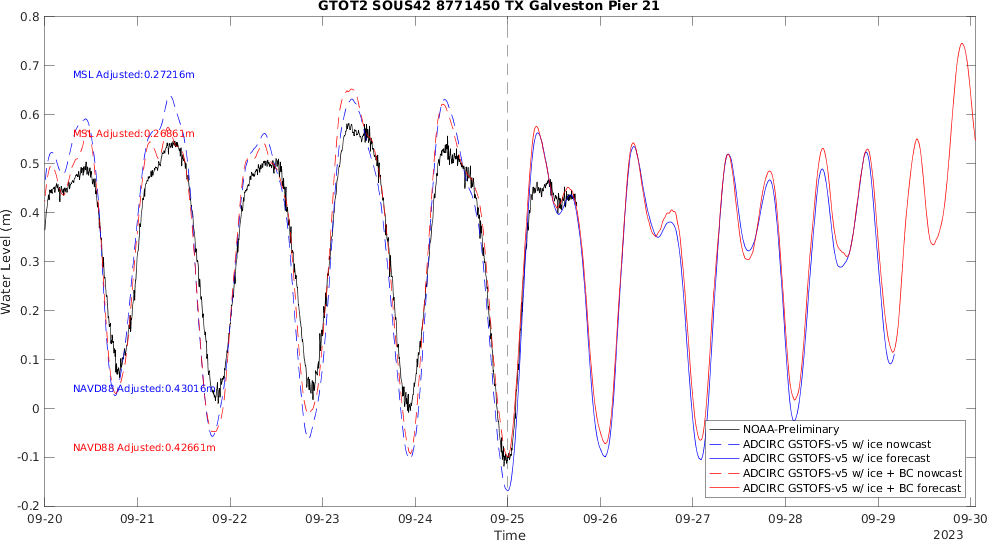 GTOT2 SOUS42 8771450 TX Galveston Pier 21
Water Level (m)
0.8
0.7
0.6
0.5
0.4
0.3
0.2
0.1
0
-0.1
-0.2
MSL Adjusted:0.27216m
MSL Adjusted:0.26861m
NAVD88 Adjusted:0.43016m
NAVD88 Adjusted:0.42661m
NOAA-Preliminary
ADCIRC GSTOFS-v5 w/ ice nowcast
ADCIRC GSTOFS-v5 w/ ice forecast
ADCIRC GSTOFS-v5 w/ ice + BC nowcast
ADCIRC GSTOFS-v5 w/ ice + BC forecast
09-20 09-21 09-22 09-23 09-24 09-25 09-26 09-27 09-28 09-29 09-30
Time
2023